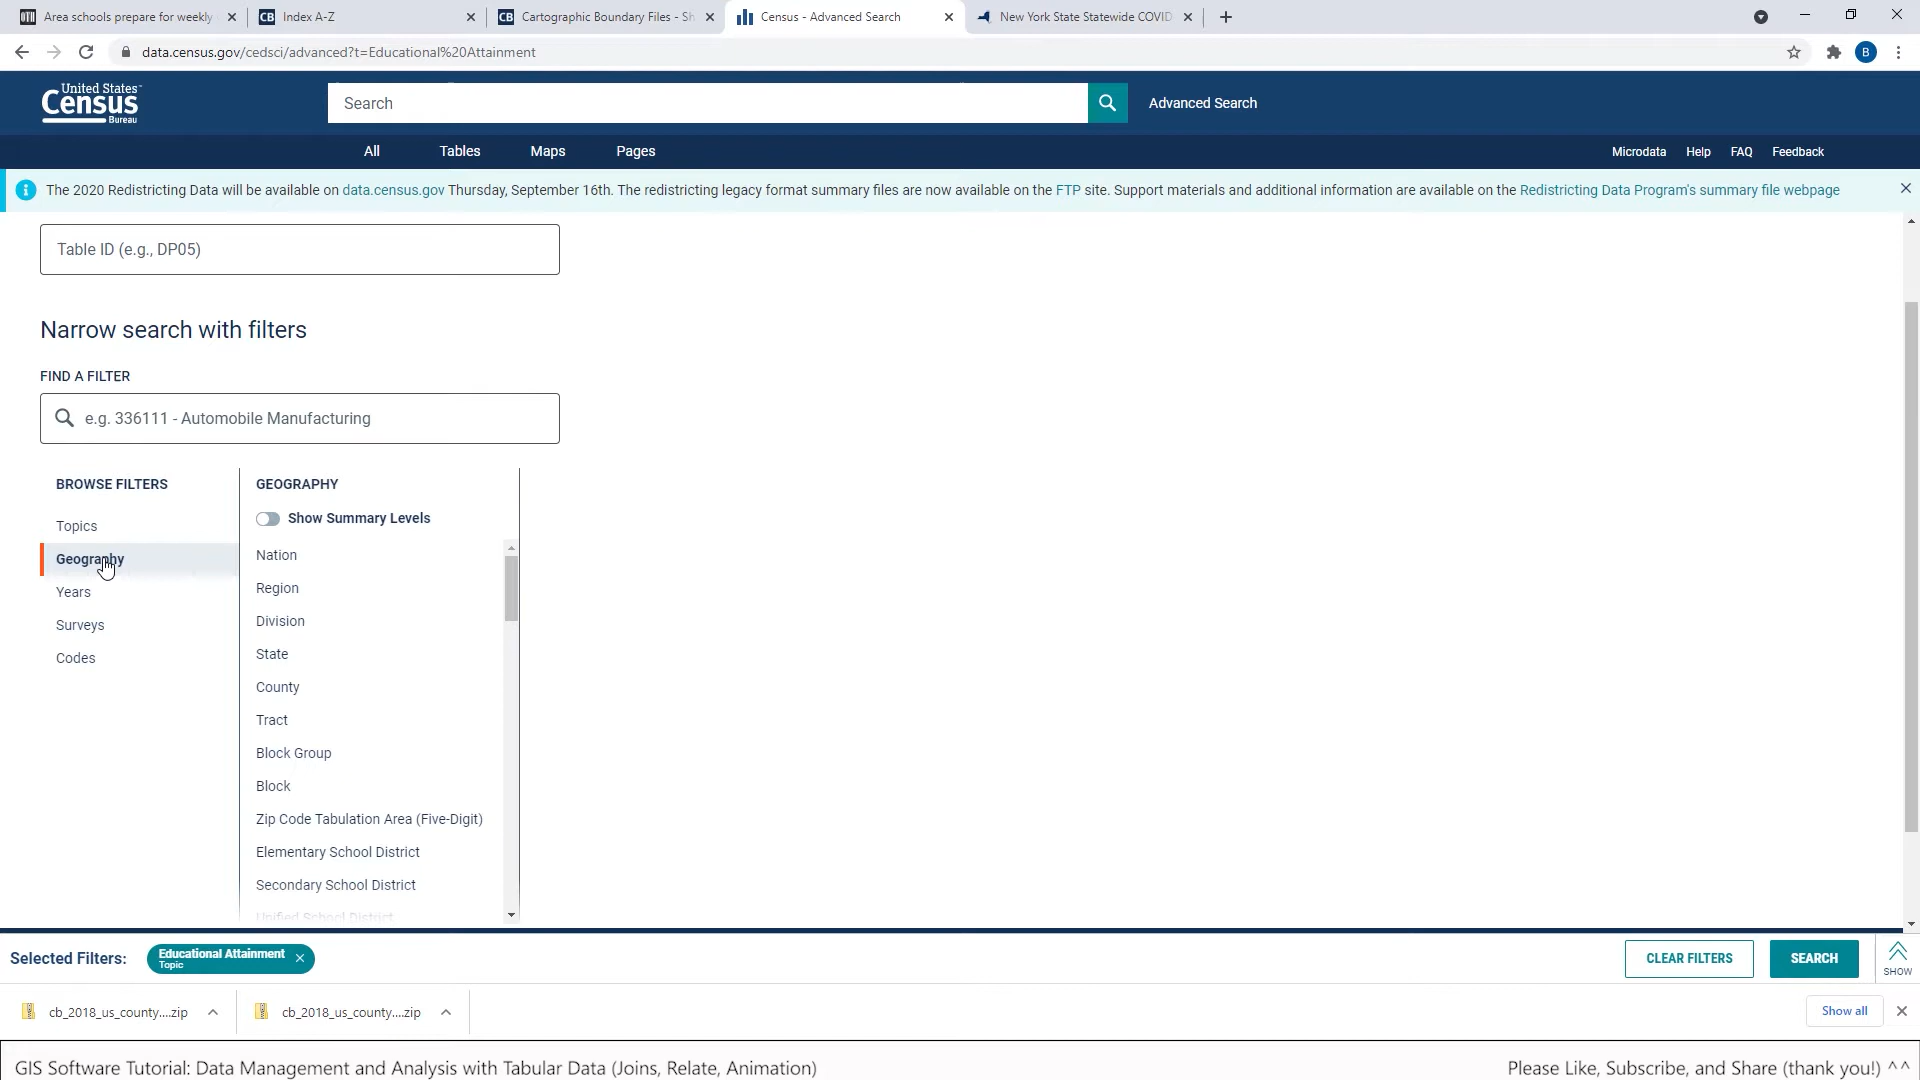 Area schools prepare for weekly
Index A-Z
Cartographic Boundary Files - Sh
Census - Advanced Search
New York State Statewide COVID
data.census.gov/cedsci/advanced?t=Educational%20Attainment
B
United States
Census
Bureau
Search
Advanced Search
All
Tables
Maps
Pages
Microdata
Help
FAQ
Feedback
The 2020 Redistricting Data will be available on data.census.gov Thursday, September 16th. The redistricting legacy format summary files are now available on the FTP site. Support materials and additional information are available on the Redistricting Data Program's summary file webpage
Table ID (e.g., DP05)
Narrow search with filters
FIND A FILTER
e.g. 336111 - Automobile Manufacturing
BROWSE FILTERS
Topics
Geography
Years
Surveys
Codes
GEOGRAPHY
Show Summary Levels
Nation
Region
Division
State
County
Tract
Block Group
Block
Zip Code Tabulation Area (Five-Digit)
Elementary School District
Secondary School District
Unified School District
Selected Filters:
Educational Attainment
Topic
CLEAR FILTERS
SEARCH
SHOW
cb_2018_us_county....zip
cb_2018_us_county....zip
Show all
GIS Software Tutorial: Data Management and Analysis with Tabular Data (Joins, Relate, Animation)
Please Like, Subscribe, and Share (thank you!) ^^